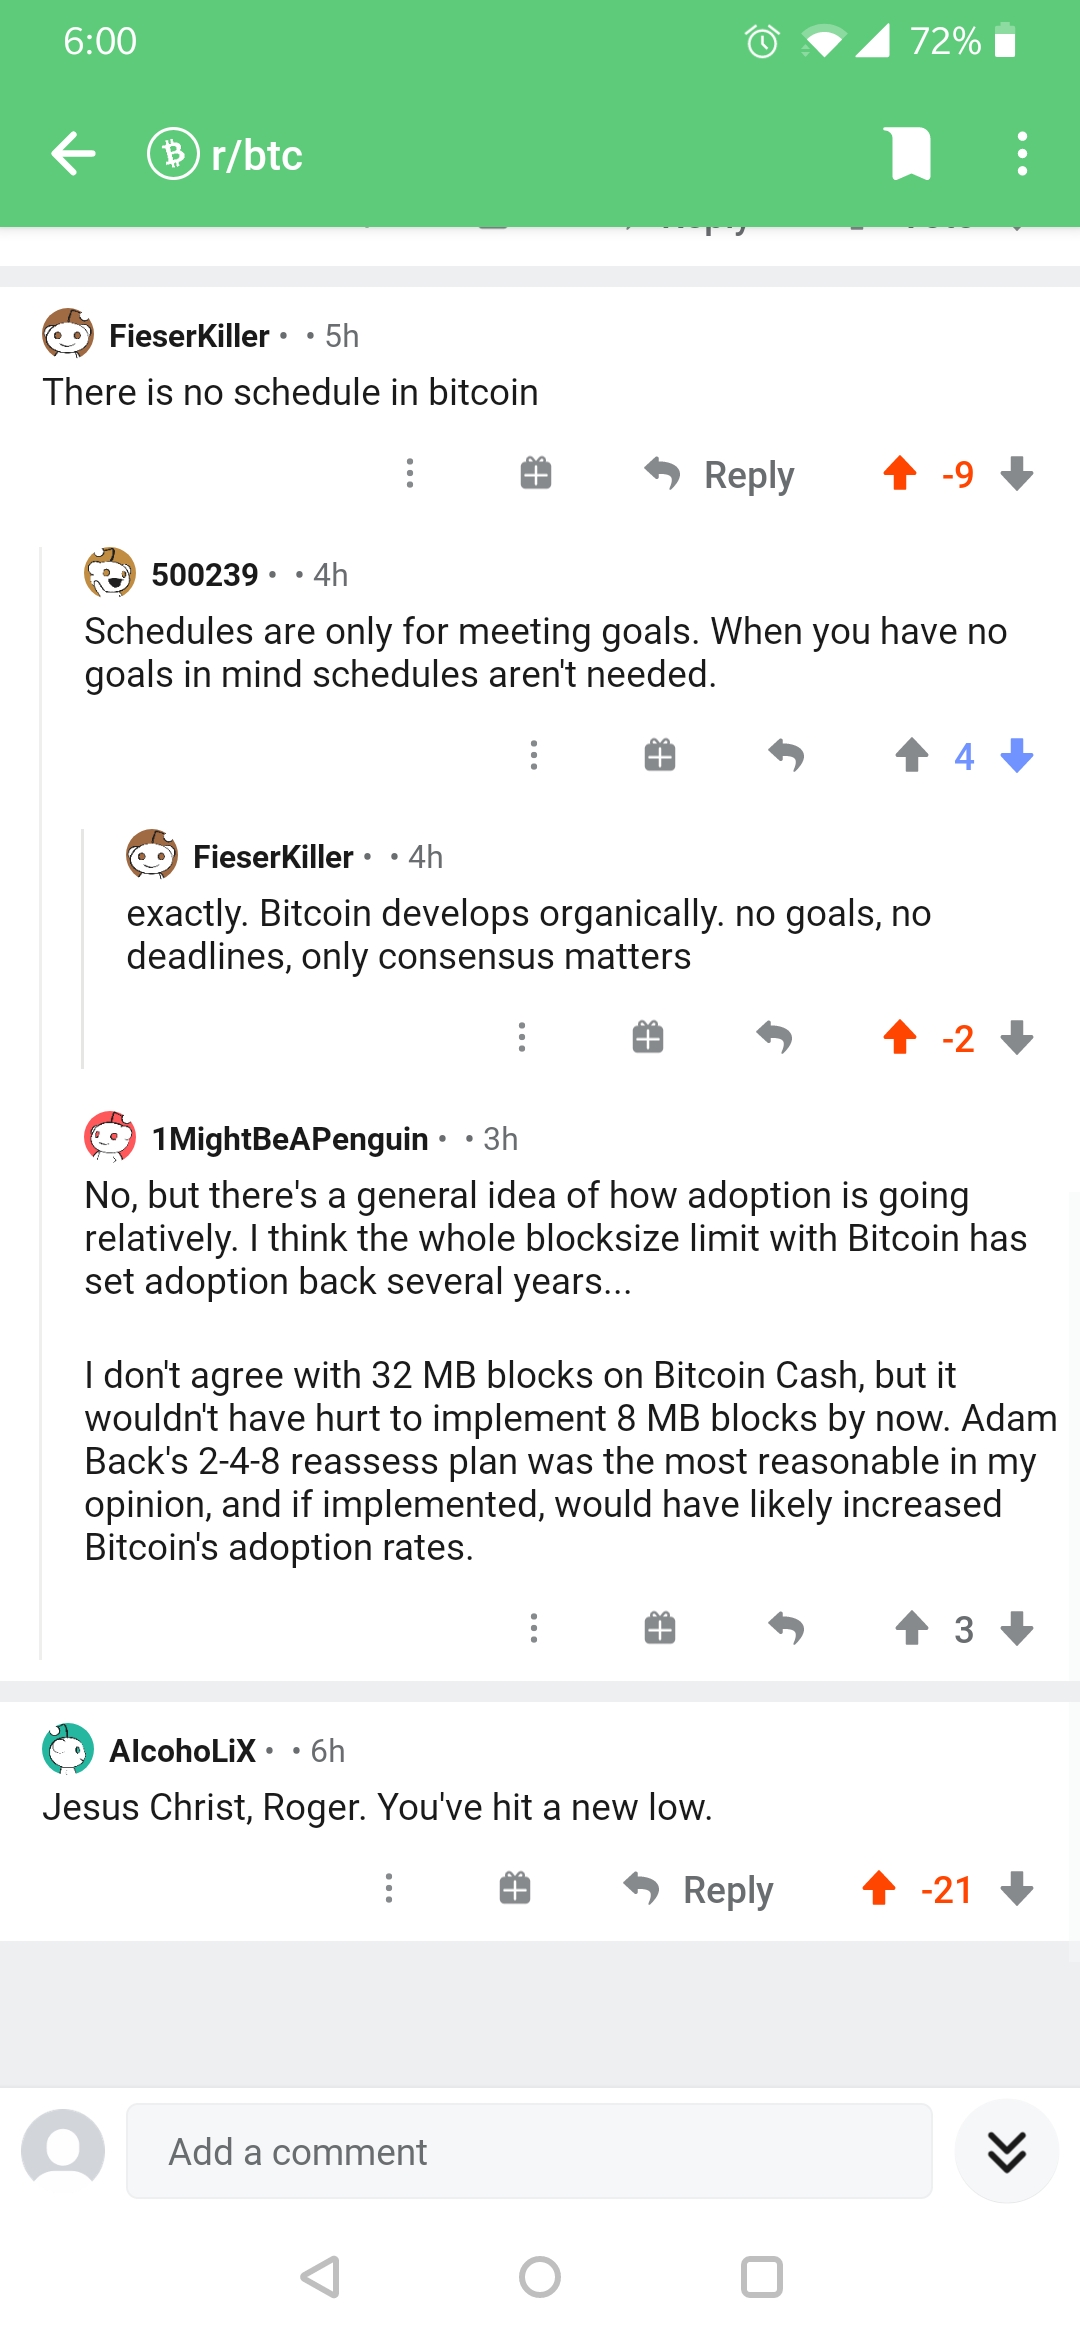 6:00 72%
r/btc
FieserKiller • • 5h
There is no schedule in bitcoin
Reply -9
500239 • • 4h
Schedules are only for meeting goals. When you have no
goals in mind schedules aren't needed.
4
FieserKiller • • 4h
exactly. Bitcoin develops organically. no goals, no
deadlines, only consensus matters
-2
1MightBeAPenguin • • 3h
No, but there's a general idea of how adoption is going
relatively. I think the whole blocksize limit with Bitcoin has
set adoption back several years...
I don't agree with 32 MB blocks on Bitcoin Cash, but it
wouldn't have hurt to implement 8 MB blocks by now. Adam
Back's 2-4-8 reassess plan was the most reasonable in my
opinion, and if implemented, would have likely increased
Bitcoin's adoption rates.
3
AlcohoLiX • • 6h
Jesus Christ, Roger. You've hit a new low.
Reply -21
Add a comment